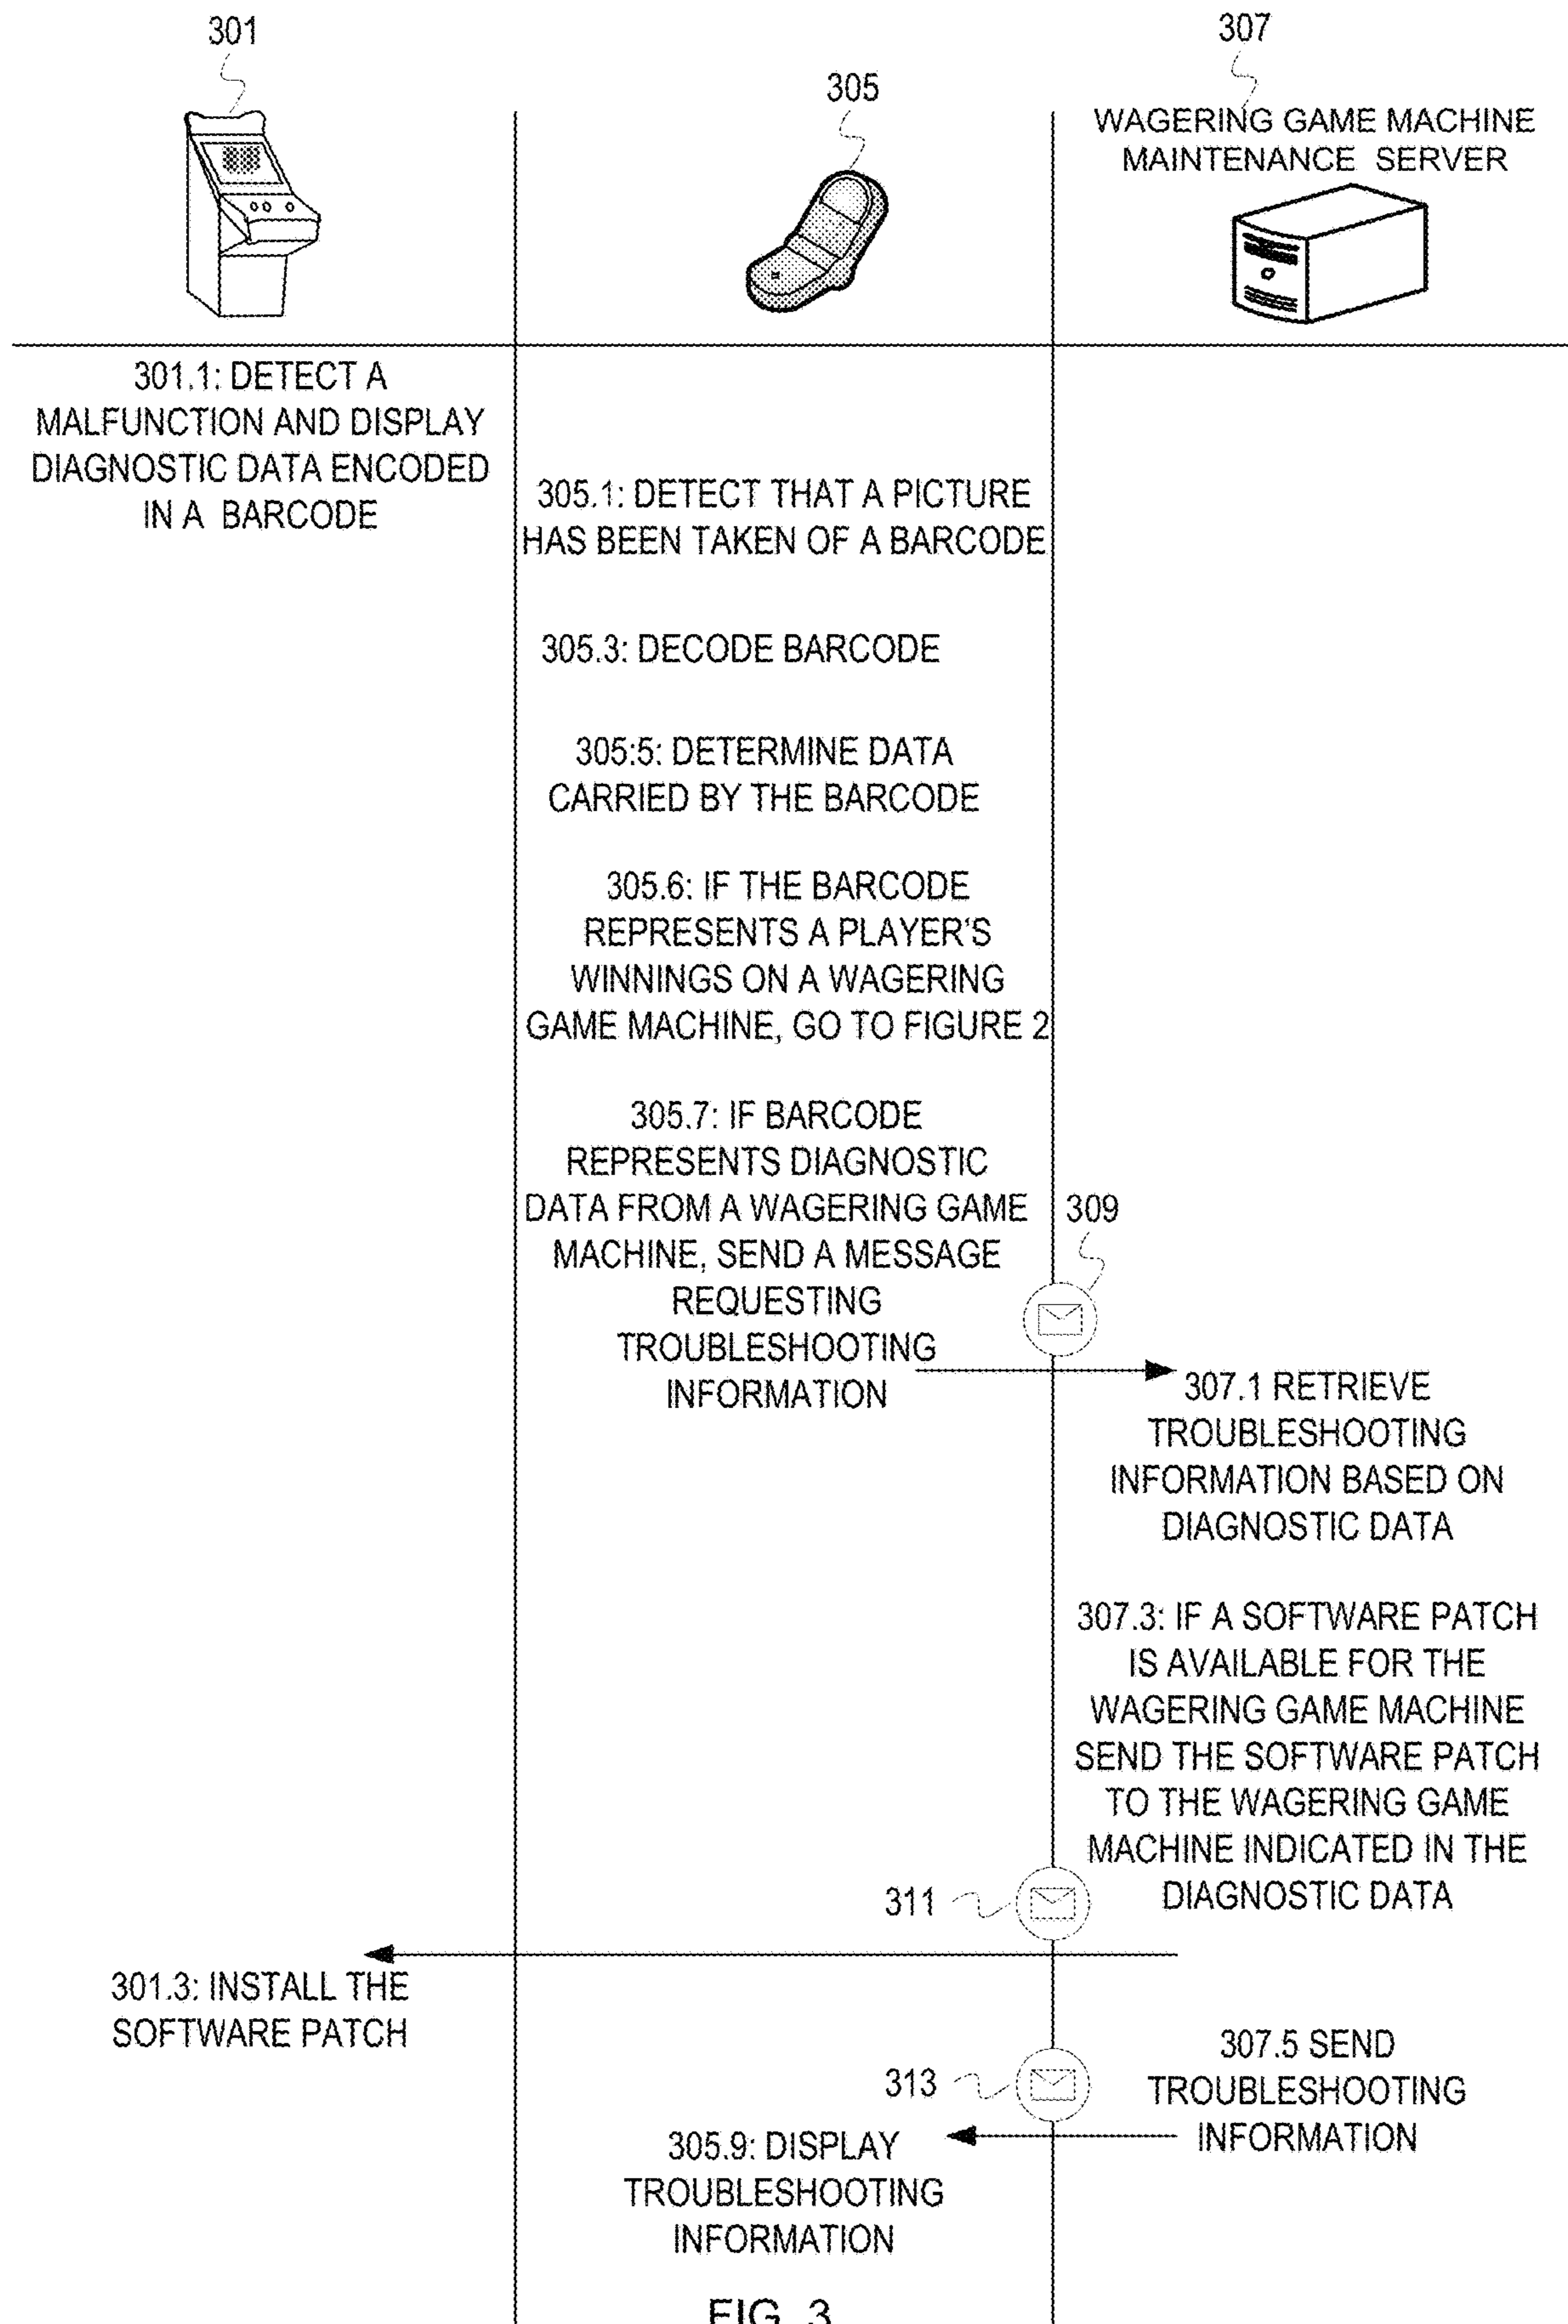 301
305
307
WAGERING GAME MACHINE
MAINTENANCE SERVER
301.1: DETECT A
MALFUNCTION AND DISPLAY
DIAGNOSTIC DATA ENCODED
IN A BARCODE
305.1: DETECT THAT A PICTURE
HAS BEEN TAKEN OF A BARCODE
305.3: DECODE BARCODE
305:5: DETERMINE DATA
CARRIED BY THE BARCODE
305.6: IF THE BARCODE
REPRESENTS A PLAYER'S
WINNINGS ON A WAGERING
GAME MACHINE, GO TO FIGURE 2
305.7: IF BARCODE
REPRESENTS DIAGNOSTIC
DATA FROM A WAGERING GAME
MACHINE, SEND A MESSAGE
REQUESTING
TROUBLESHOOTING
INFORMATION
309
307.1 RETRIEVE
TROUBLESHOOTING
INFORMATION BASED ON
DIAGNOSTIC DATA
307.3: IF A SOFTWARE PATCH
IS AVAILABLE FOR THE
WAGERING GAME MACHINE
SEND THE SOFTWARE PATCH
TO THE WAGERING GAME
MACHINE INDICATED IN THE
DIAGNOSTIC DATA
311
301.3: INSTALL THE
SOFTWARE PATCH
307.5 SEND
TROUBLESHOOTING
INFORMATION
313
305.9: DISPLAY
TROUBLESHOOTING
INFORMATION
FIG. 3